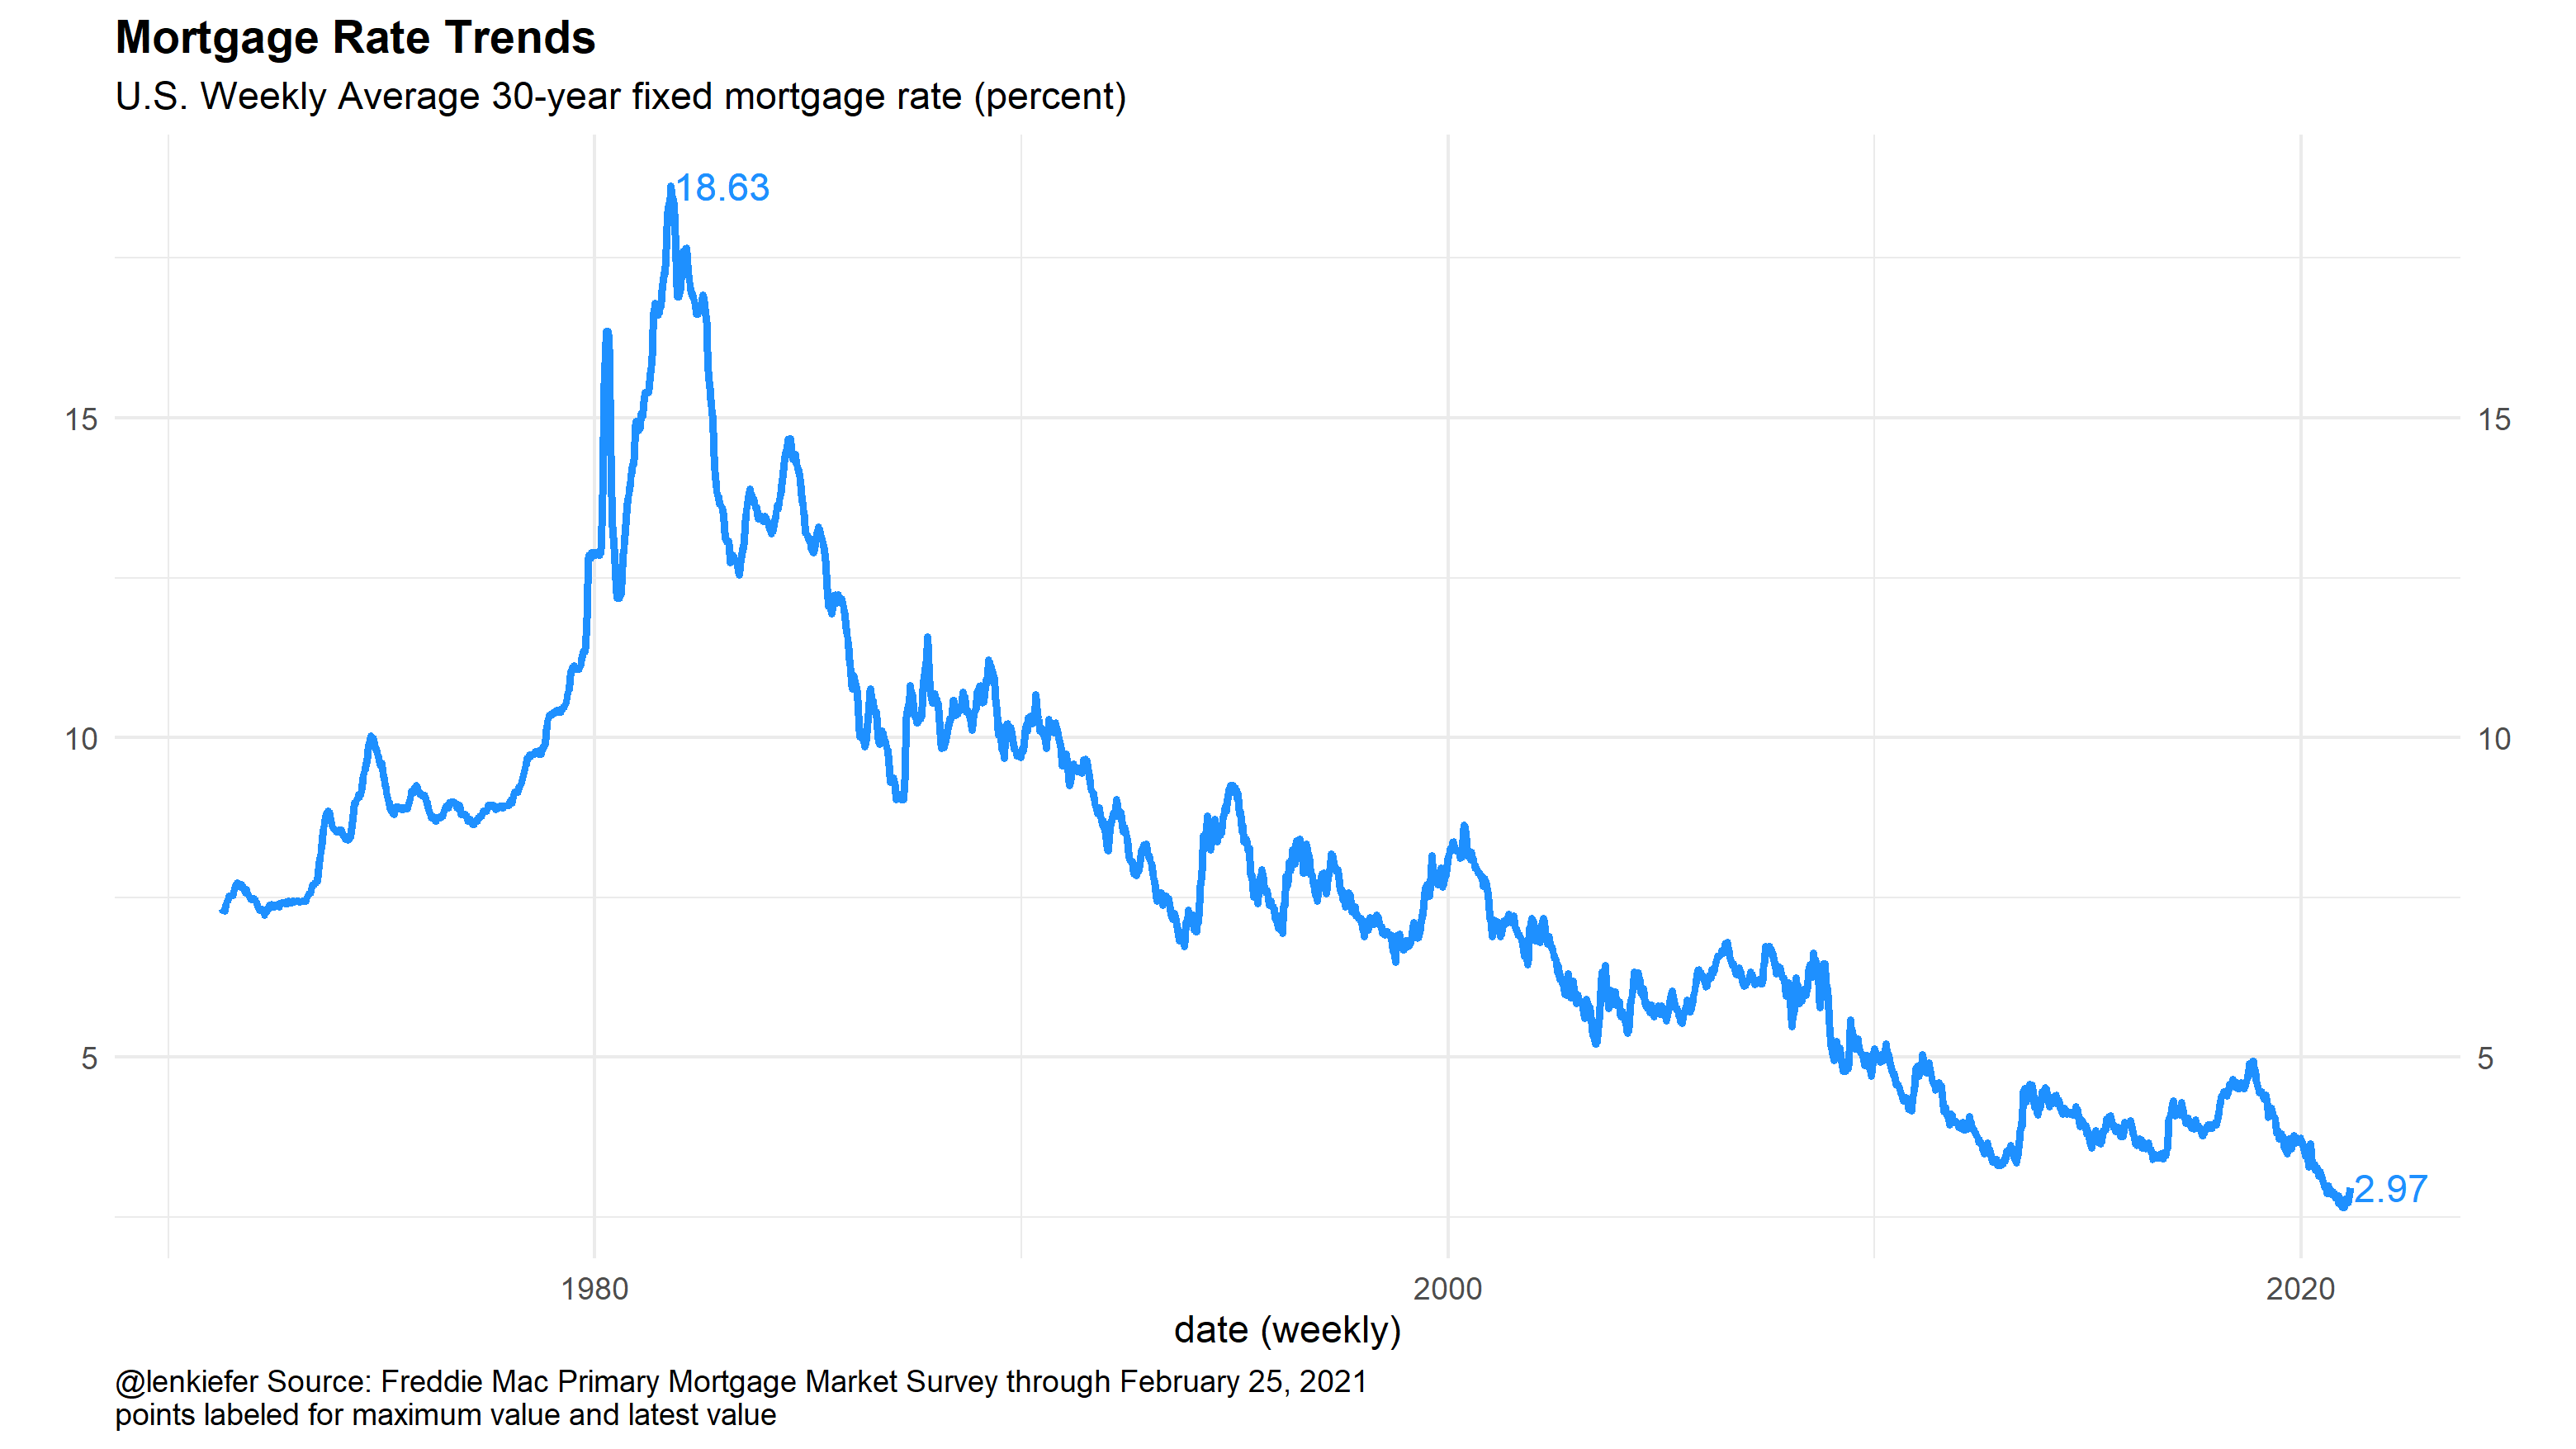 Mortgage Rate Trends
U.S. Weekly Average 30-year fixed mortgage rate (percent)
18.63
15
15
10
10
5
5
2.97
1980
2000
2020
date (weekly)
@lenkiefer Source: Freddie Mac Primary Mortgage Market Survey through February 25, 2021
points labeled for maximum value and latest value